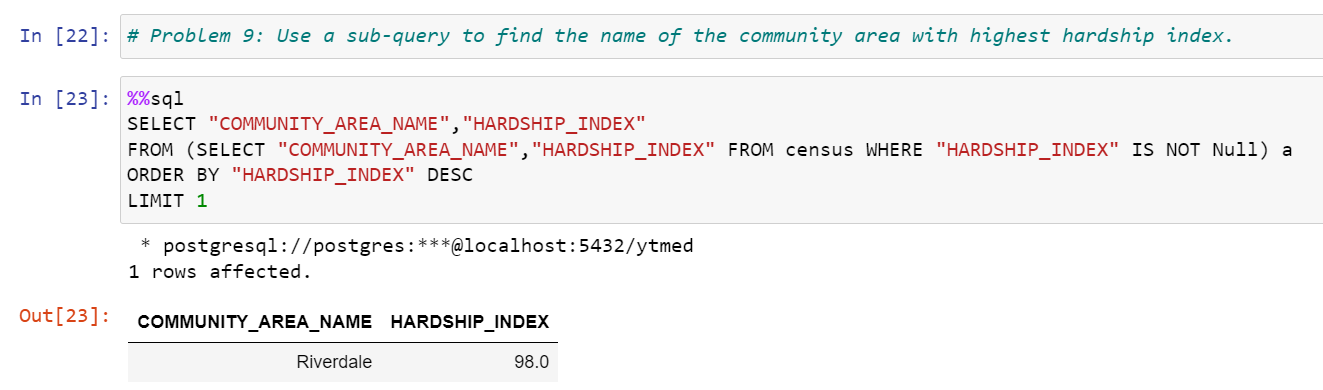 In [22]: # Problem 9: Use a sub-query to find the name of the community area with highest hardship index.
In [23]: %%sql
SELECT "COMMUNITY_AREA_NAME","HARDSHIP_INDEX"
FROM (SELECT "COMMUNITY_AREA_NAME","HARDSHIP_INDEX" FROM census WHERE "HARDSHIP_INDEX" IS NOT Null) a
ORDER BY "HARDSHIP_INDEX" DESC
LIMIT 1
* postgresql://postgres:***@localhost:5432/ytmed
1 rows affected.
Out[23]: COMMUNITY_AREA_NAME HARDSHIP_INDEX
Riverdale 98.0